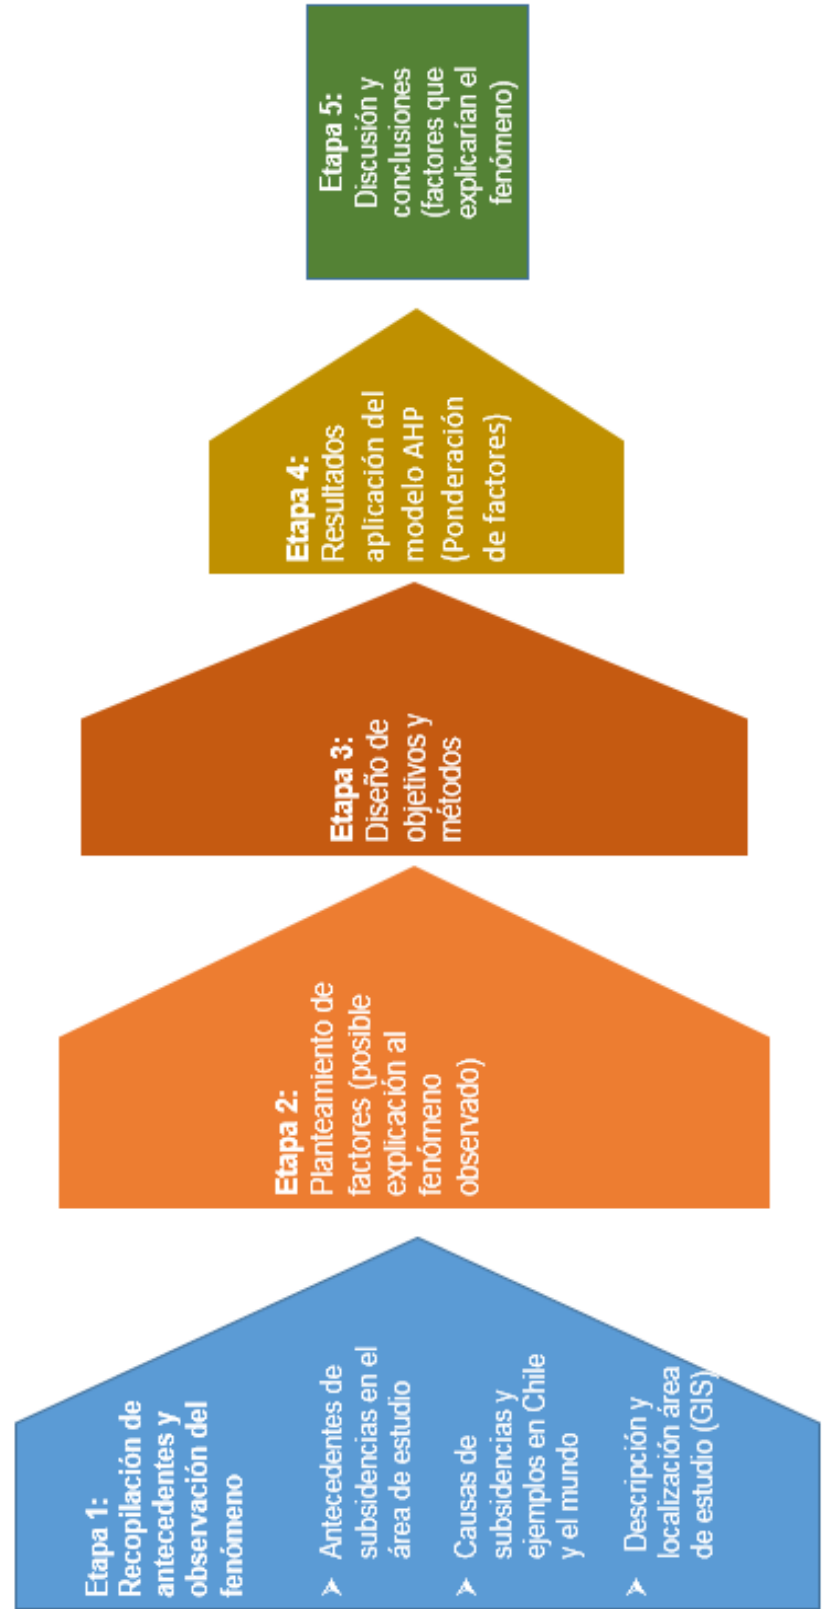 Etapa 1:
Recopilación de
antecedentes y
observación del
fenómeno
➤ Antecedentes de
subsidencias en el
área de estudio
➤ Causas de
subsidencias y
ejemplos en Chile
y el mundo
➤ Descripción y
localización área
de estudio (GIS)
Etapa 2:
Planteamiento de
factores (posible
explicación al
fenómeno
observado)
Etapa 3:
Diseño de
objetivos y
métodos
Etapa 4:
Resultados
aplicación del
modelo AHP
(Ponderación
de factores)
Etapa 5:
Discusión y
conclusiones
(factores que
explicarían el
fenómeno)